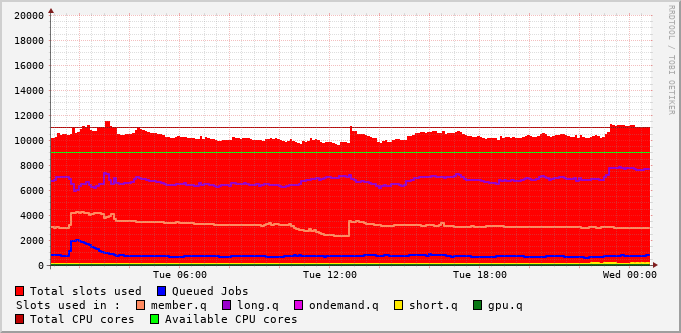 RRDTOOL / TOBI OETIKER
20000
18000
16000
14000
12000
10000
8000
6000
4000
2000
0
Tue 06:00 Tue 12:00 Tue 18:00 Wed 00:00
Total slots used Queued Jobs
Slots used in : member.q long.q ondemand.q short.q gpu.q
Total CPU cores Available CPU cores